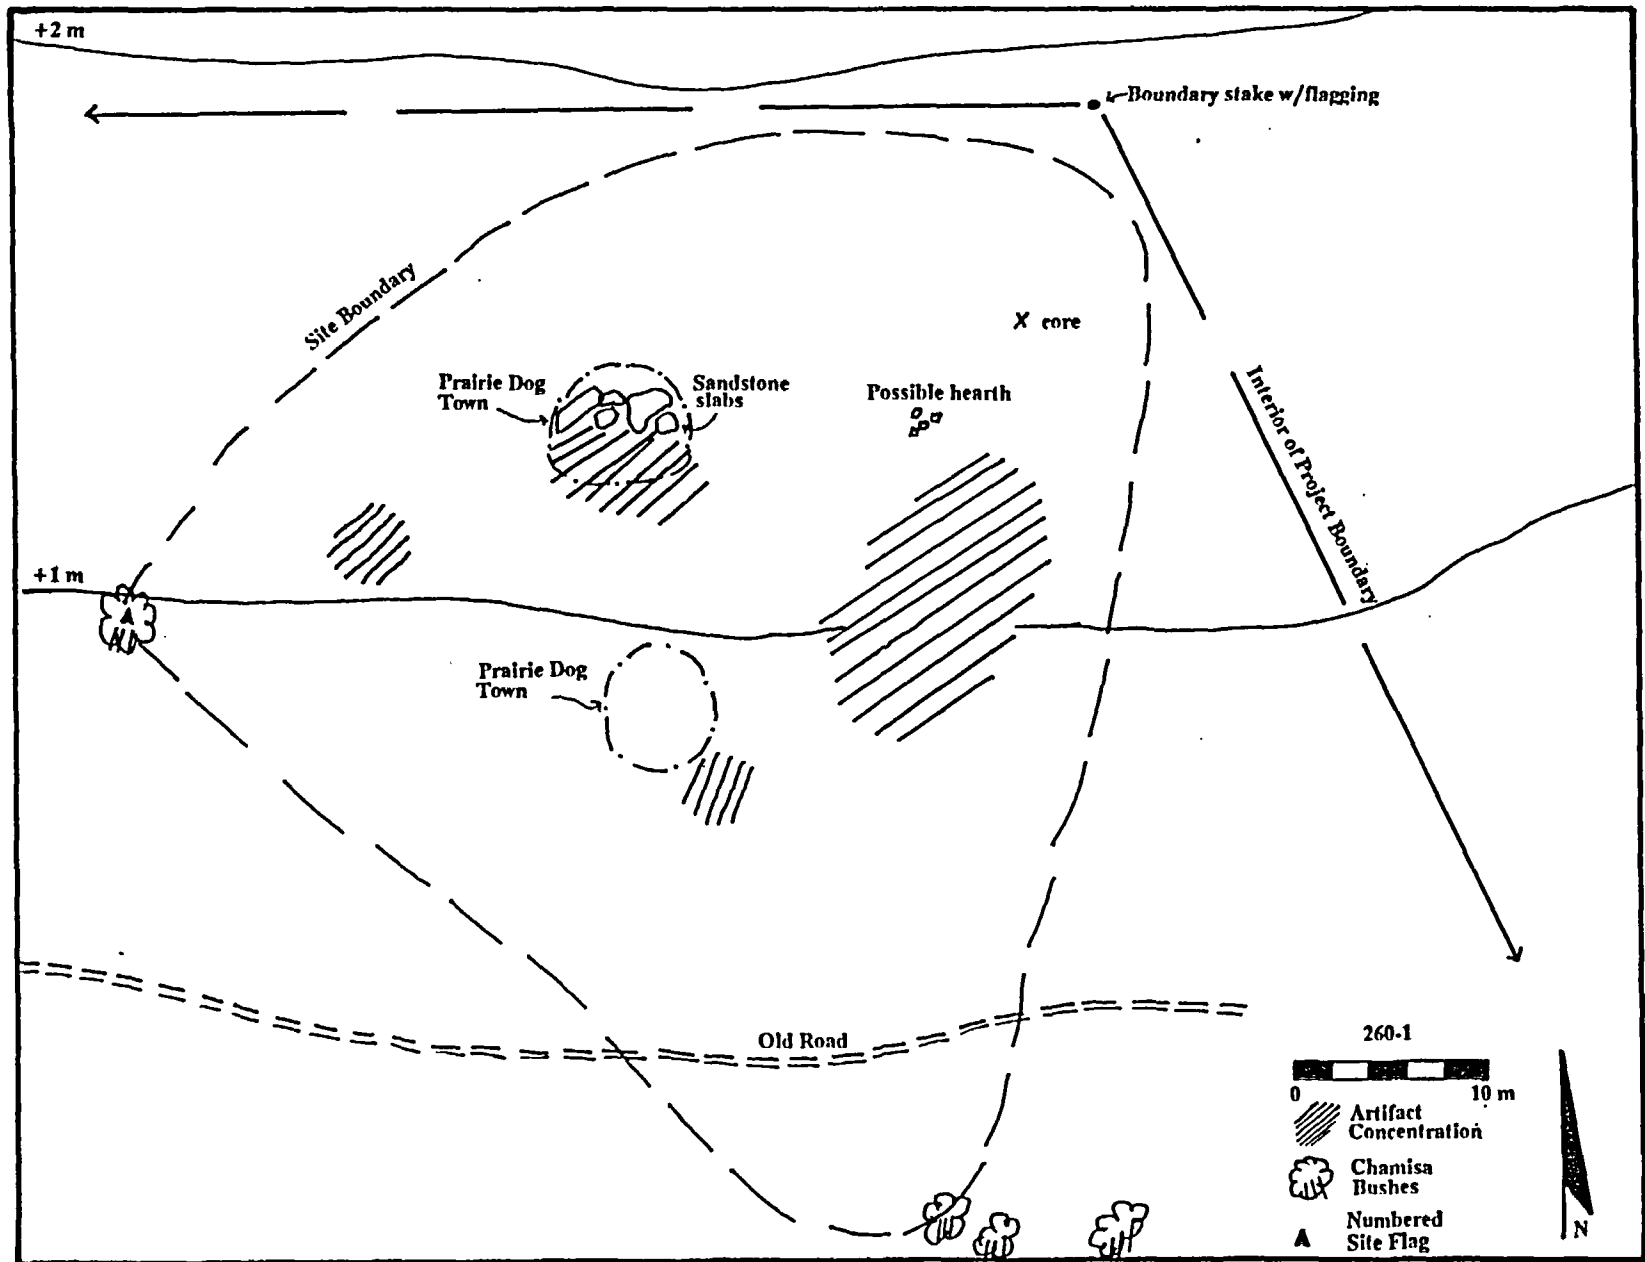 +2 m
Boundary stake w/flagging
Site Boundary
X core
Prairie Dog
Town
Sandstone
slabs
Possible hearth
Interior of Project Boundary
+1 m
A
Prairie Dog
Town
Old Road
260-1
0 10 m
Artifact
Concentration
Chamisa
Bushes
A Numbered
Site Flag
N